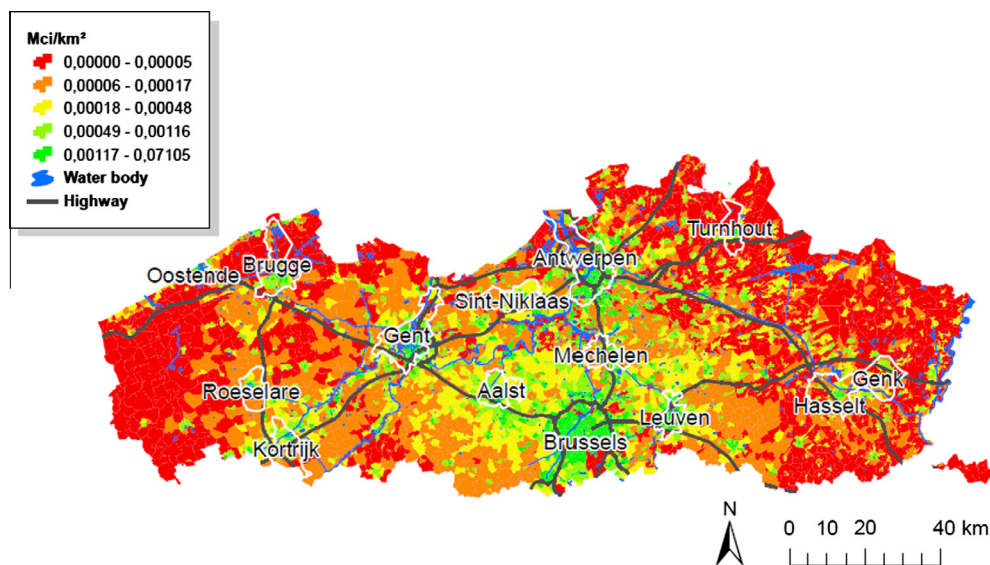 Mci/km²
0,00000 - 0,00005
0,00006 - 0,00017
0,00018 - 0,00048
0,00049 - 0,00116
0,00117 - 0,07105
Water body
Highway
Turnhout
Antwerpen
Brugge
Oostende
Sint-Niklaas
Gent
Mechelen
Genk
Roeselare
Aalst
Hasselt
Leuven
Brussels
Kortrijk
N
0 10 20 40 km